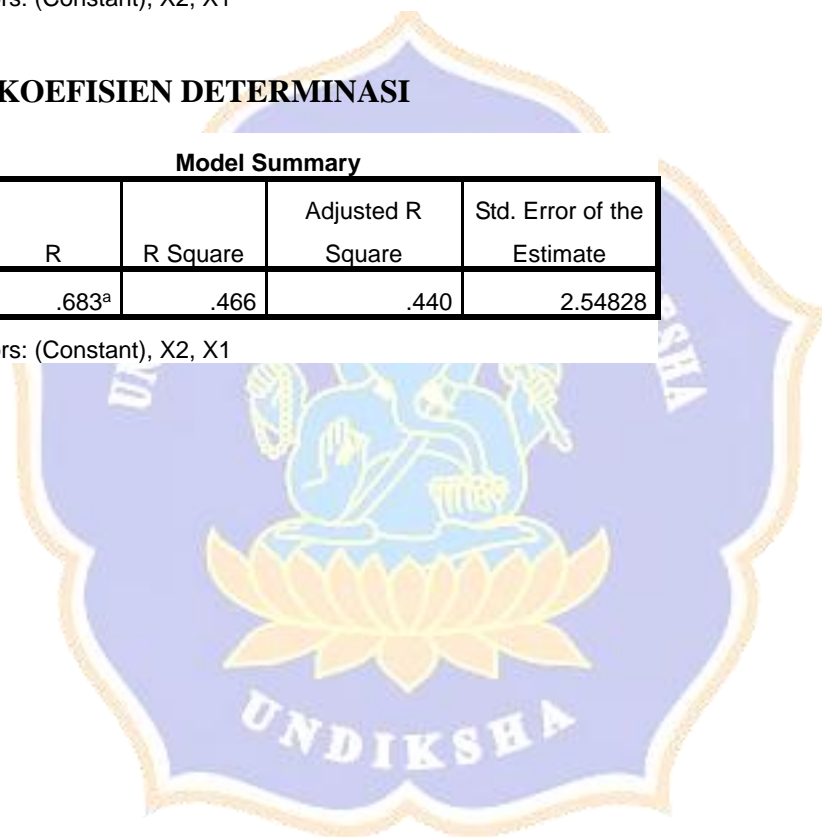 rs: (Constant), X2, X1
KOEFISIEN DETERMINASI
Model Summary
R R Square Adjusted R Square Std. Error of the Estimate
.683ᵃ .466 .440 2.54828
rs: (Constant), X2, X1
UNDIKSHA